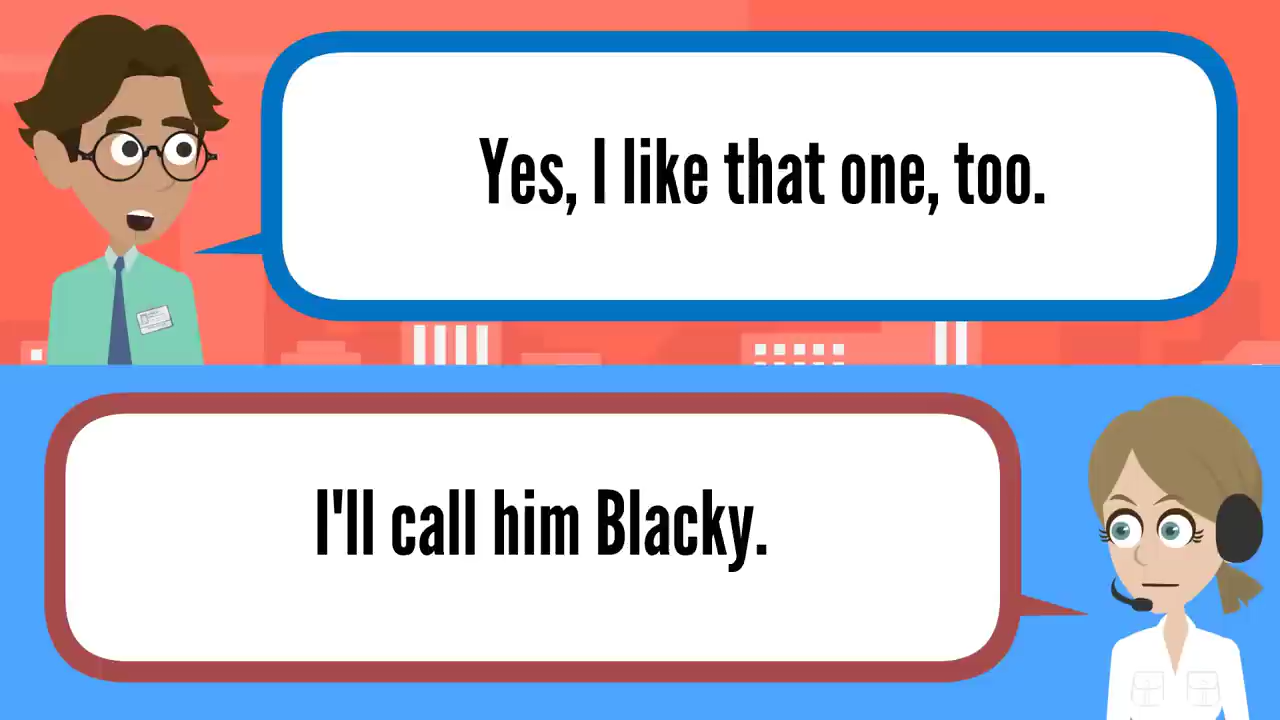 Yes, I like that one, too.
I'll call him Blacky.